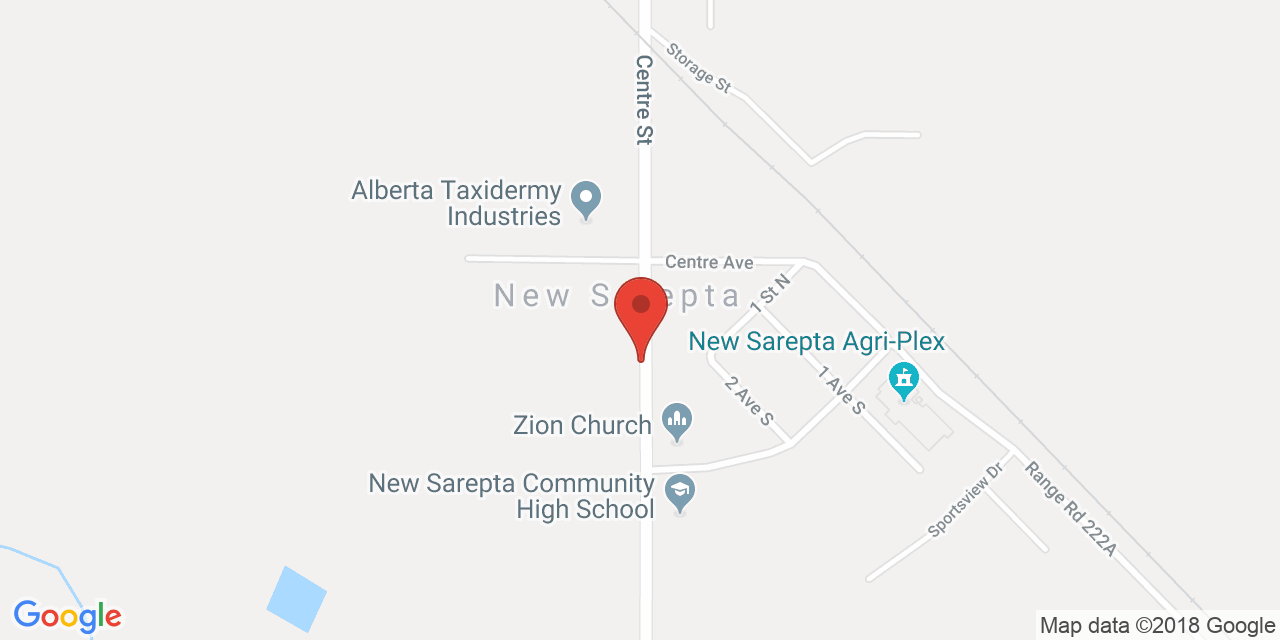 Storage St
Centre St
Alberta Taxidermy
Industries
Centre Ave
New Sarepta
1 St N
New Sarepta Agri-Plex
1 Ave S
2 Ave S
Zion Church
New Sarepta Community
High School
Sportsview Dr
Range Rd 222A
Google
Map data ©2018 Google